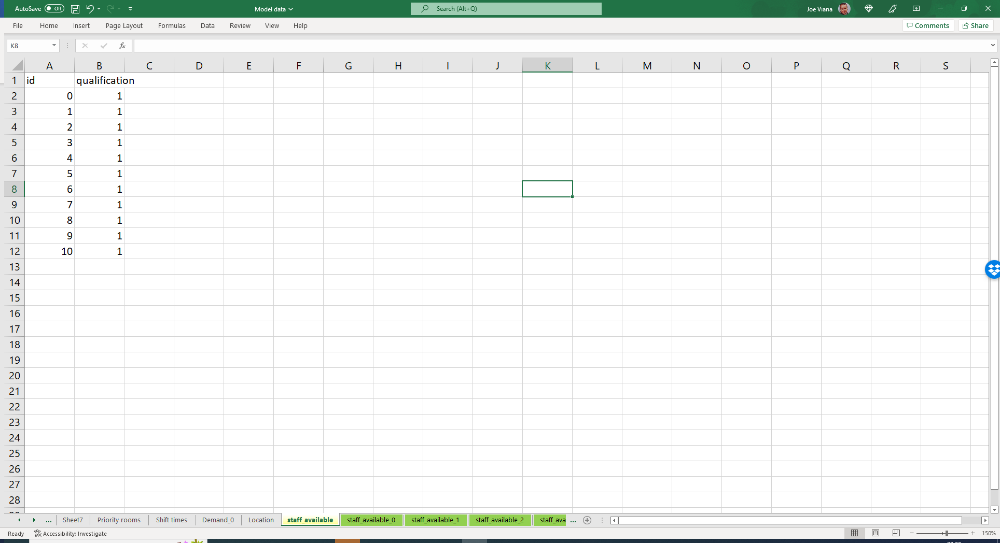 AutoSave Off Model data Search (Alt+Q) Joe Viana
File Home Insert Page Layout Formulas Data Review View Help Comments Share
K8 fx
A B C D E F G H I J K L M N O P Q R S
1 id qualification
2 0 1
3 1 1
4 2 1
5 3 1
6 4 1
7 5 1
8 6 1
9 7 1
10 8 1
11 9 1
12 10 1
13
14
15
16
17
18
19
20
21
22
23
24
25
26
27
28
... Sheet7 Priority rooms Shift times Demand_0 Location staff_available staff_available_0 staff_available_1 staff_available_2 staff_ava ...
Ready Accessibility: Investigate 150%